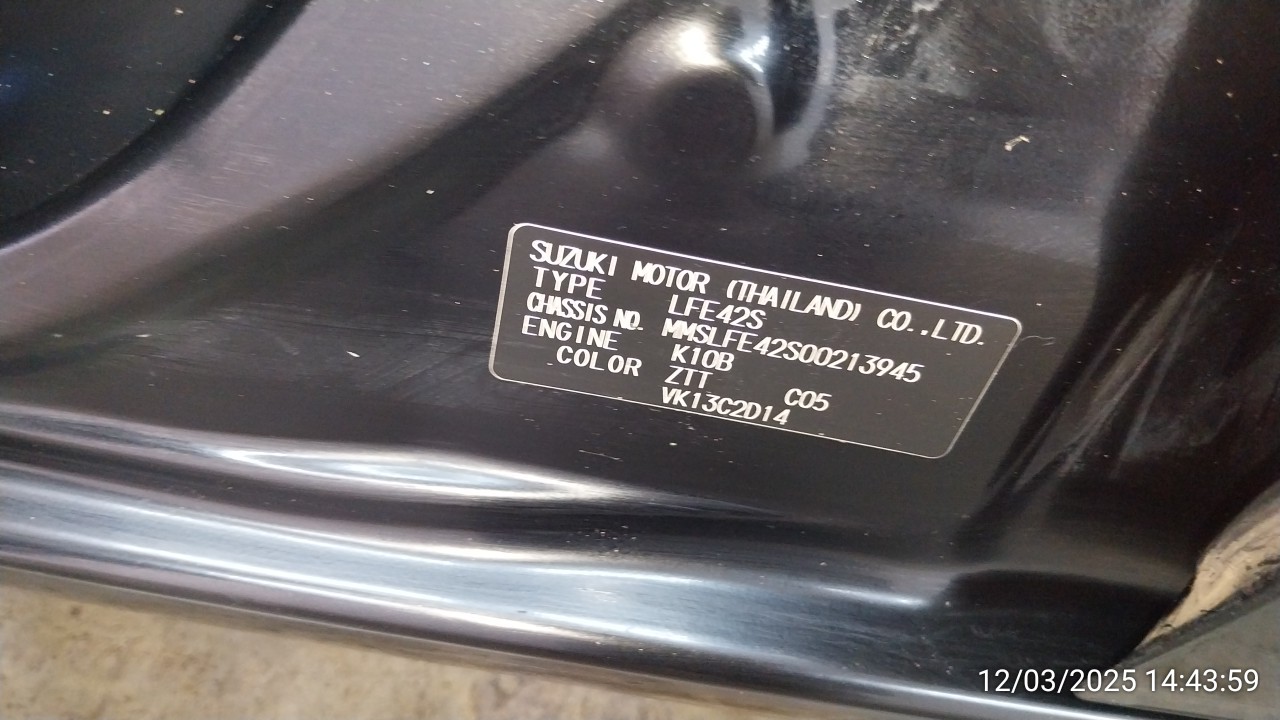 SUZUKI MOTOR (THAILAND) CO.,LTD.
TYPE LFE42S
CHASSIS NO. MMSLFE42S00213945
ENGINE K10B
COLOR ZTT C05
VK13C2D14
12/03/2025 14:43:59